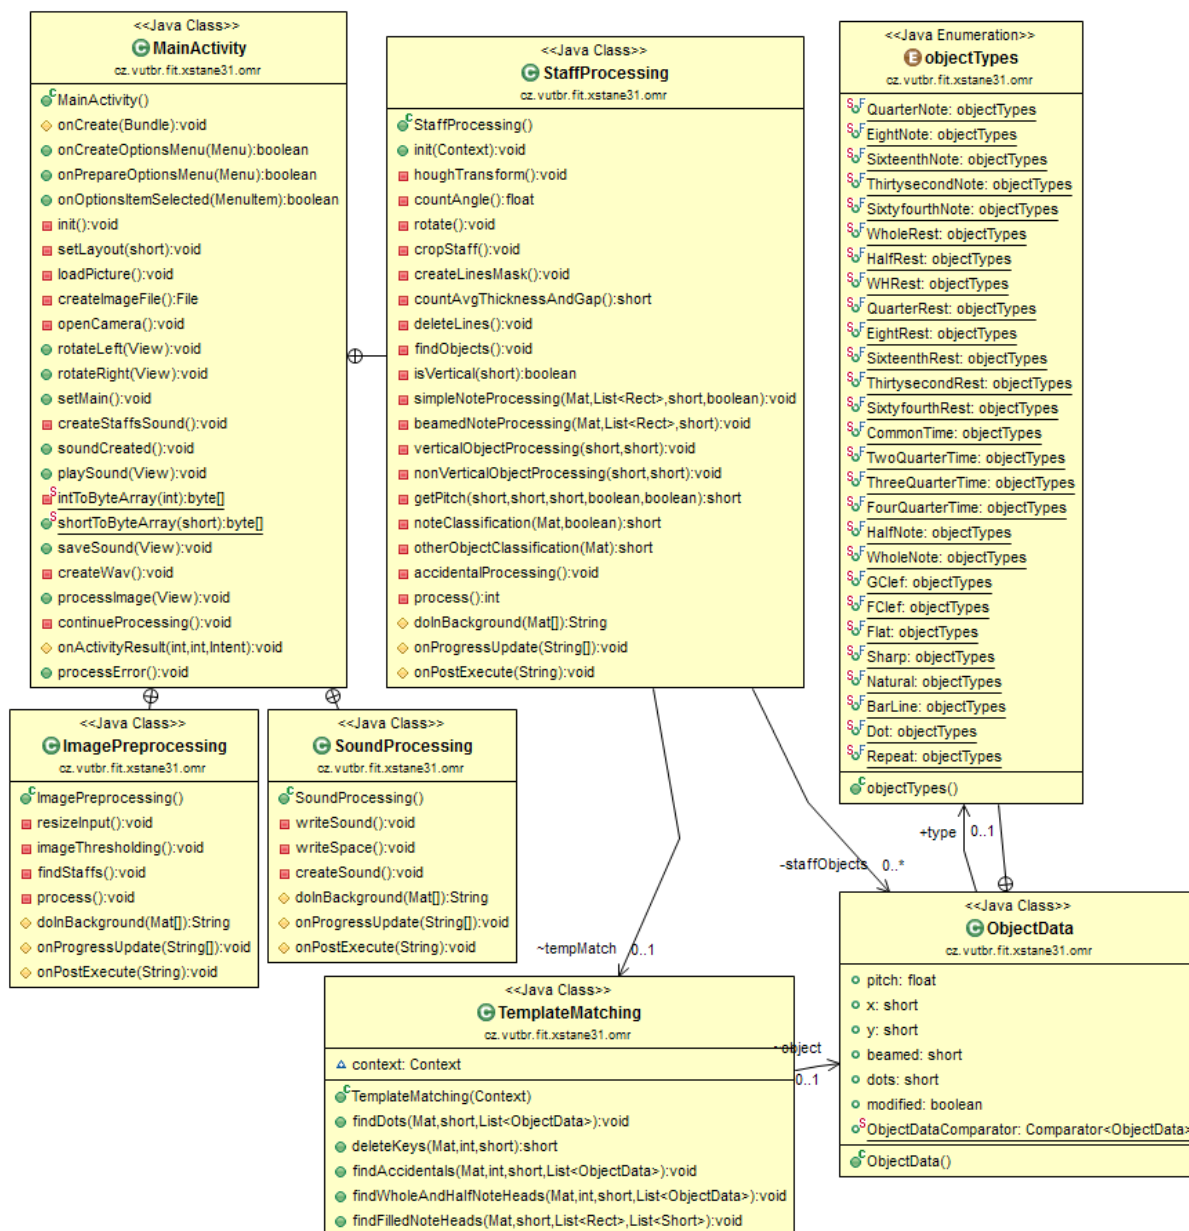 <<Java Class>>
MainActivity
cz.vutbr.fit.xstane31.omr
MainActivity()
onCreate(Bundle):void
onCreateOptionsMenu(Menu):boolean
onPrepareOptionsMenu(Menu):boolean
onOptionsItemSelected(MenuItem):boolean
init():void
setLayout(short):void
loadPicture():void
createImageFile():File
openCamera():void
rotateLeft(View):void
rotateRight(View):void
setMain():void
createStaffsSound():void
soundCreated():void
playSound(View):void
intToByteArray(int):byte[]
shortToByteArray(short):byte[]
saveSound(View):void
createWav():void
processImage(View):void
continueProcessing():void
onActivityResult(int,int,Intent):void
processError():void
<<Java Class>>
StaffProcessing
cz.vutbr.fit.xstane31.omr
StaffProcessing()
init(Context):void
houghTransform():void
countAngle():float
rotate():void
cropStaff():void
createLinesMask():void
countAvgThicknessAndGap():short
deleteLines():void
findObjects():void
isVertical(short):boolean
simpleNoteProcessing(Mat,List<Rect>,short,boolean):void
beamedNoteProcessing(Mat,List<Rect>,short):void
verticalObjectProcessing(short,short):void
nonVerticalObjectProcessing(short,short):void
getPitch(short,short,short,boolean,boolean):short
noteClassification(Mat,boolean):short
otherObjectClassification(Mat):short
accidentalProcessing():void
process():int
doInBackground(Mat[]):String
onProgressUpdate(String[]):void
onPostExecute(String):void
<<Java Enumeration>>
objectTypes
cz.vutbr.fit.xstane31.omr
QuarterNote: objectTypes
EightNote: objectTypes
SixteenthNote: objectTypes
ThirtysecondNote: objectTypes
SixtyfourthNote: objectTypes
WholeRest: objectTypes
HalfRest: objectTypes
WHRest: objectTypes
QuarterRest: objectTypes
EightRest: objectTypes
SixteenthRest: objectTypes
ThirtysecondRest: objectTypes
SixtyfourthRest: objectTypes
CommonTime: objectTypes
TwoQuarterTime: objectTypes
ThreeQuarterTime: objectTypes
FourQuarterTime: objectTypes
HalfNote: objectTypes
WholeNote: objectTypes
GClef: objectTypes
FClef: objectTypes
Flat: objectTypes
Sharp: objectTypes
Natural: objectTypes
BarLine: objectTypes
Dot: objectTypes
Repeat: objectTypes
objectTypes()
<<Java Class>>
ImagePreprocessing
cz.vutbr.fit.xstane31.omr
ImagePreprocessing()
resizeInput():void
imageThresholding():void
findStaffs():void
process():void
doInBackground(Mat[]):String
onProgressUpdate(String[]):void
onPostExecute(String):void
<<Java Class>>
SoundProcessing
cz.vutbr.fit.xstane31.omr
SoundProcessing()
writeSound():void
writeSpace():void
createSound():void
doInBackground(Mat[]):String
onProgressUpdate(String[]):void
onPostExecute(String):void
+type 0..1
-staffObjects 0..*
~tempMatch 0..1
<<Java Class>>
ObjectData
cz.vutbr.fit.xstane31.omr
pitch: float
x: short
y: short
beamed: short
dots: short
modified: boolean
ObjectDataComparator: Comparator<ObjectData>
ObjectData()
<<Java Class>>
TemplateMatching
cz.vutbr.fit.xstane31.omr
context: Context
TemplateMatching(Context)
findDots(Mat,short,List<ObjectData>):void
deleteKeys(Mat,int,short):short
findAccidentals(Mat,int,short,List<ObjectData>):void
findWholeAndHalfNoteHeads(Mat,int,short,List<ObjectData>):void
findFilledNoteHeads(Mat,short,List<Rect>,List<Short>):void
~object
0..1